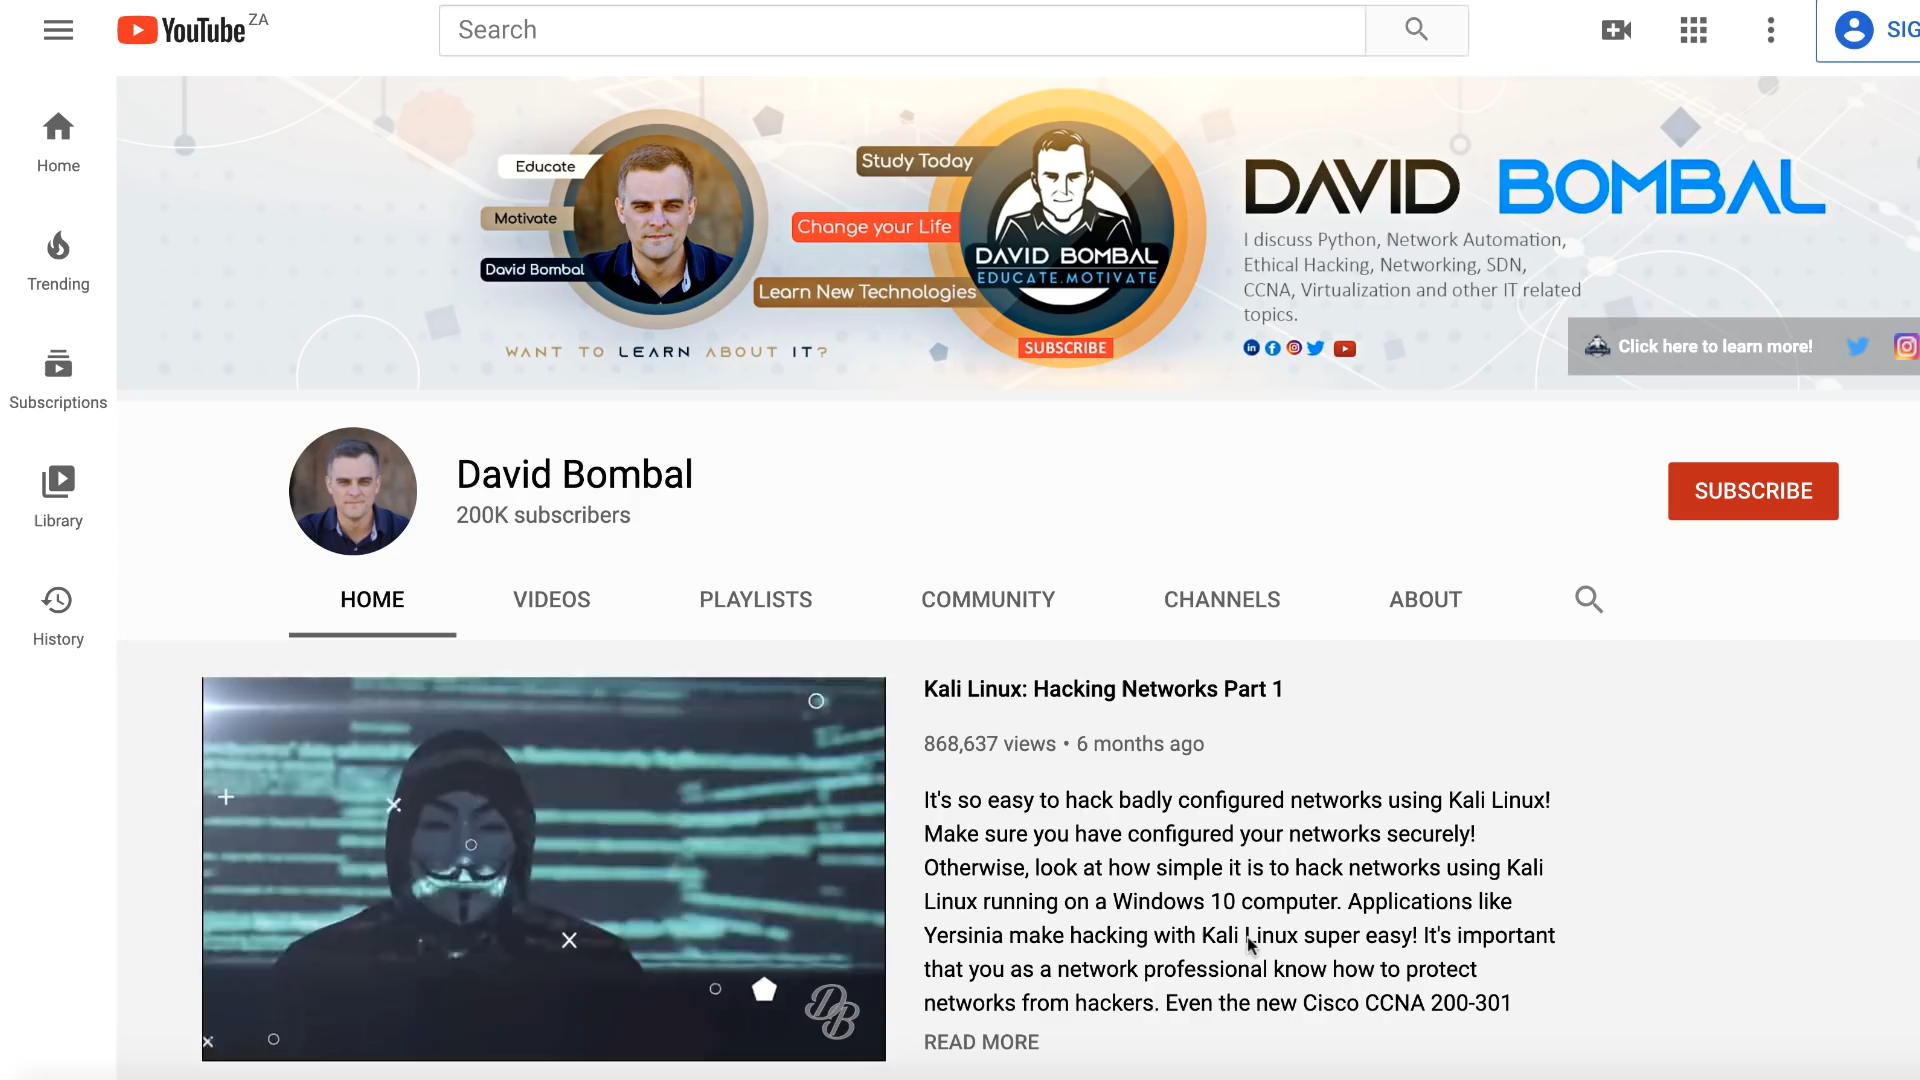 YouTube ZA
Search
SIG
Home
Trending
Subscriptions
Library
History
Educate
Motivate
David Bombal
WANT TO LEARN ABOUT IT?
Study Today
Change your Life
Learn New Technologies
DAVID BOMBAL
EDUCATE.MOTIVATE
SUBSCRIBE
DAVID BOMBAL
I discuss Python, Network Automation,
Ethical Hacking, Networking, SDN,
CCNA, Virtualization and other IT related
topics.
Click here to learn more!
David Bombal
200K subscribers
SUBSCRIBE
HOME
VIDEOS
PLAYLISTS
COMMUNITY
CHANNELS
ABOUT
DB
Kali Linux: Hacking Networks Part 1
868,637 views • 6 months ago
It's so easy to hack badly configured networks using Kali Linux!
Make sure you have configured your networks securely!
Otherwise, look at how simple it is to hack networks using Kali
Linux running on a Windows 10 computer. Applications like
Yersinia make hacking with Kali Linux super easy! It's important
that you as a network professional know how to protect
networks from hackers. Even the new Cisco CCNA 200-301
READ MORE